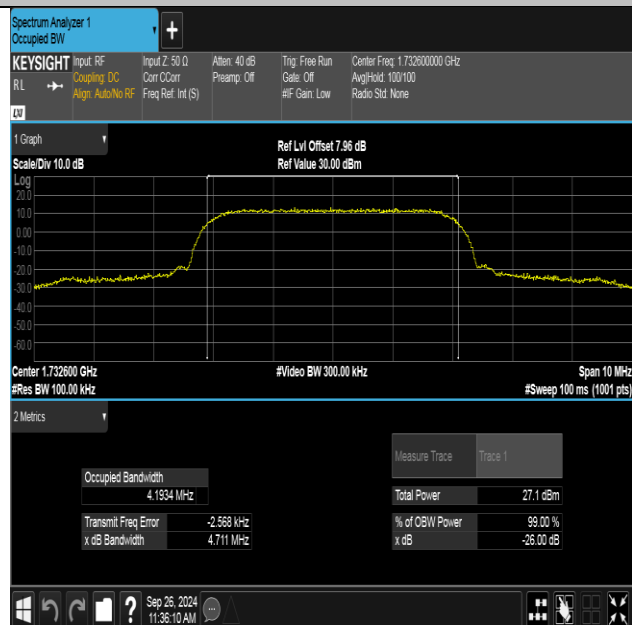 Spectrum Analyzer 1
Occupied BW
+
KEYSIGHT Input: RF Input Z: 50 Ω Atten: 40 dB Trig: Free Run Center Freq: 1.732600000 GHz
RL Coupling: DC Corr CCorr Preamp: Off Gate: Off Avg|Hold: 100/100
Align: Auto/No RF Freq Ref: Int (S) #IF Gain: Low Radio Std: None
LXI
1 Graph
Ref Lvl Offset 7.96 dB
Scale/Div 10.0 dB Ref Value 30.00 dBm
Log
20.0
10.0
0.00
-10.0
-20.0
-30.0
-40.0
-50.0
-60.0
Center 1.732600 GHz #Video BW 300.00 kHz Span 10 MHz
#Res BW 100.00 kHz #Sweep 100 ms (1001 pts)
2 Metrics
Measure Trace Trace 1
Occupied Bandwidth
4.1934 MHz Total Power 27.1 dBm
Transmit Freq Error -2.568 kHz % of OBW Power 99.00 %
x dB Bandwidth 4.711 MHz x dB -26.00 dB
? Sep 26, 2024
11:36:10 AM